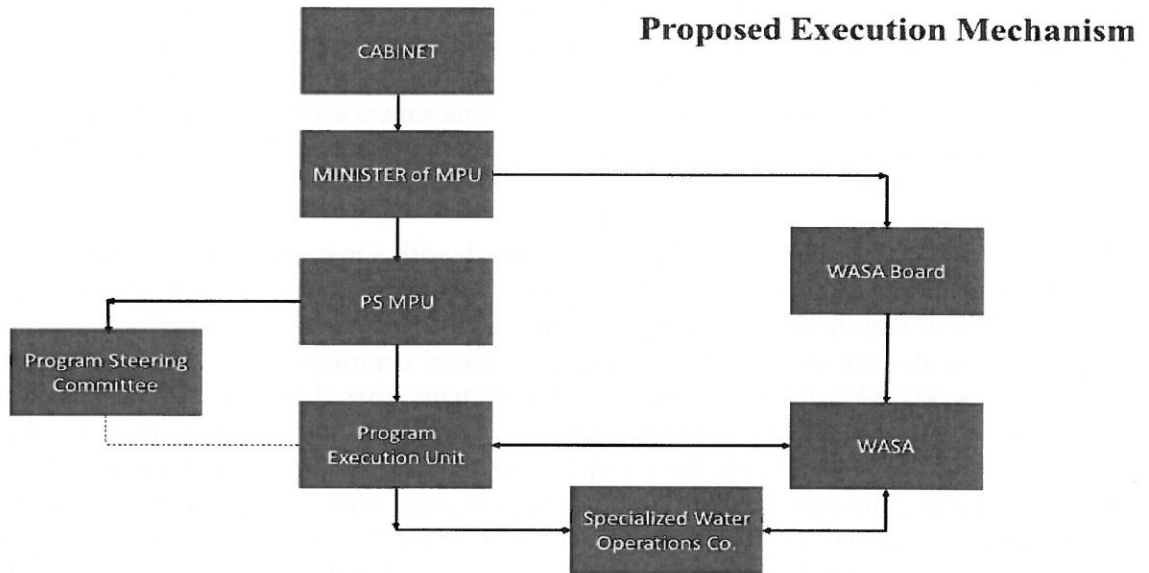 Proposed Execution Mechanism
CABINET
MINISTER of MPU
WASA Board
PS MPU
Program Steering
Committee
Program
Execution Unit
WASA
Specialized Water
Operations Co.